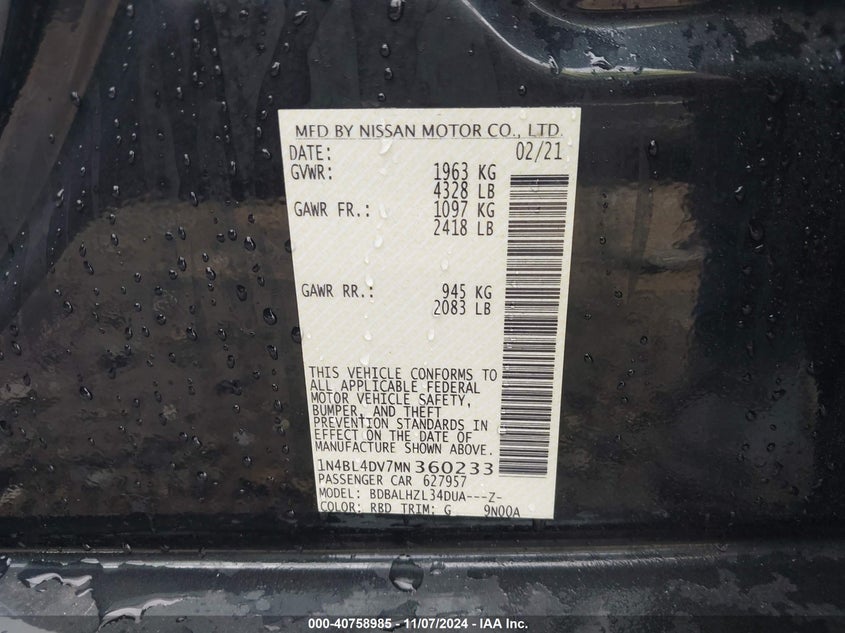 MFD BY NISSAN MOTOR CO., LTD.
DATE: 02/21
GVWR: 1963 KG
4328 LB
GAWR FR.: 1097 KG
2418 LB
GAWR RR.: 945 KG
2083 LB
THIS VEHICLE CONFORMS TO
ALL APPLICABLE FEDERAL
MOTOR VEHICLE SAFETY,
BUMPER, AND THEFT
PREVENTION STANDARDS IN
EFFECT ON THE DATE OF
MANUFACTURE SHOWN ABOVE.
1N4BL4DV7MN360233
PASSENGER CAR 627957
MODEL: BDBALHZL34DUA---Z-
COLOR: RBD TRIM: G 9N00A
000-40758985 - 11/07/2024 - IAA Inc.